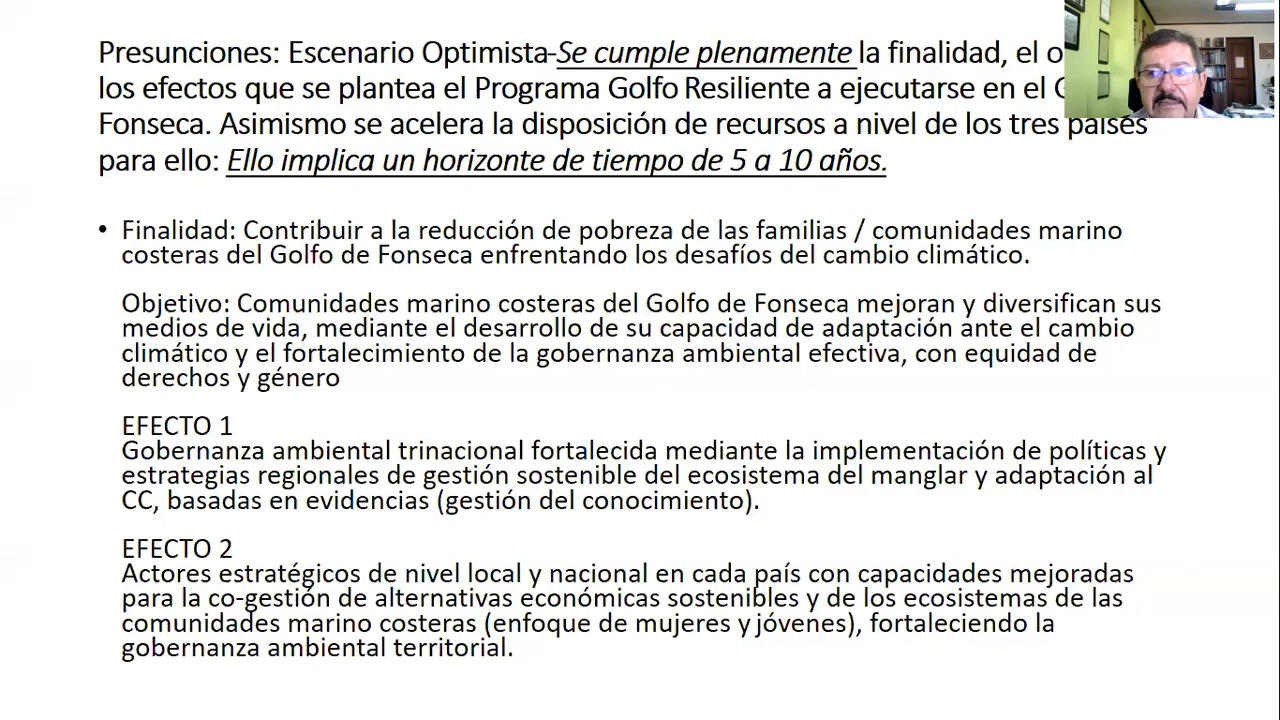 Presunciones: Escenario Optimista-Se cumple plenamente la finalidad, el
los efectos que se plantea el Programa Golfo Resiliente a ejecutarse en el
Fonseca. Asimismo se acelera la disposición de recursos a nivel de los tres países
para ello: Ello implica un horizonte de tiempo de 5 a 10 años.
• Finalidad: Contribuir a la reducción de pobreza de las familias / comunidades marino
costeras del Golfo de Fonseca enfrentando los desafíos del cambio climático.
Objetivo: Comunidades marino costeras del Golfo de Fonseca mejoran y diversifican sus
medios de vida, mediante el desarrollo de su capacidad de adaptación ante el cambio
climático y el fortalecimiento de la gobernanza ambiental efectiva, con equidad de
derechos y género
EFECTO 1
Gobernanza ambiental trinacional fortalecida mediante la implementación de políticas y
estrategias regionales de gestión sostenible del ecosistema del manglar y adaptación al
CC, basadas en evidencias (gestión del conocimiento).
EFECTO 2
Actores estratégicos de nivel local y nacional en cada país con capacidades mejoradas
para la co-gestión de alternativas económicas sostenibles y de los ecosistemas de las
comunidades marino costeras (enfoque de mujeres y jóvenes), fortaleciendo la
gobernanza ambiental territorial.